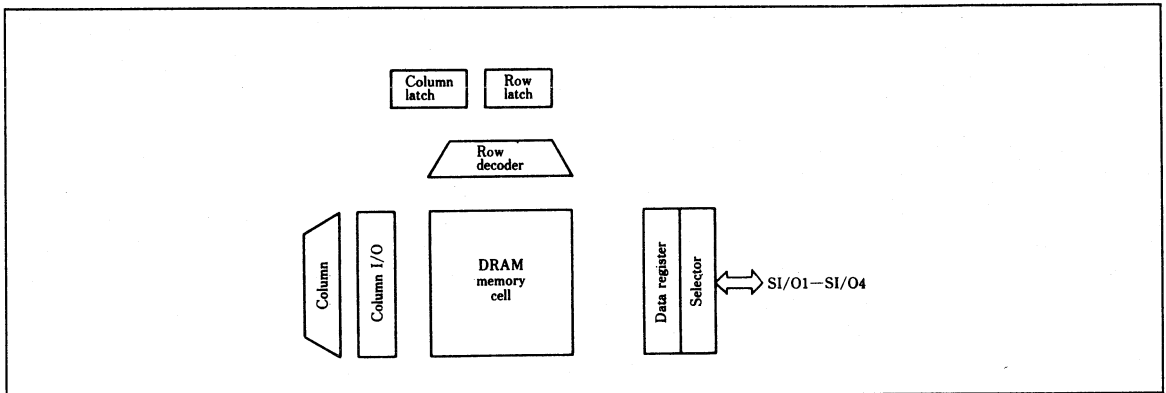 Column
latch
Row
latch
Row
decoder
Column
Column I/O
DRAM
memory
cell
Data register
Selector
SI/O1—SI/O4